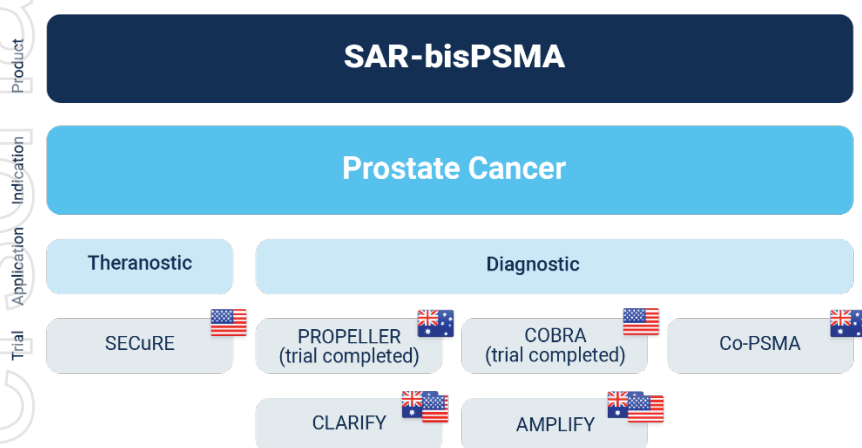 Product
SAR-bisPSMA
Indication
Prostate Cancer
Application
Theranostic
Diagnostic
Trial
SECuRE
PROPELLER
(trial completed)
COBRA
(trial completed)
Co-PSMA
CLARIFY
AMPLIFY